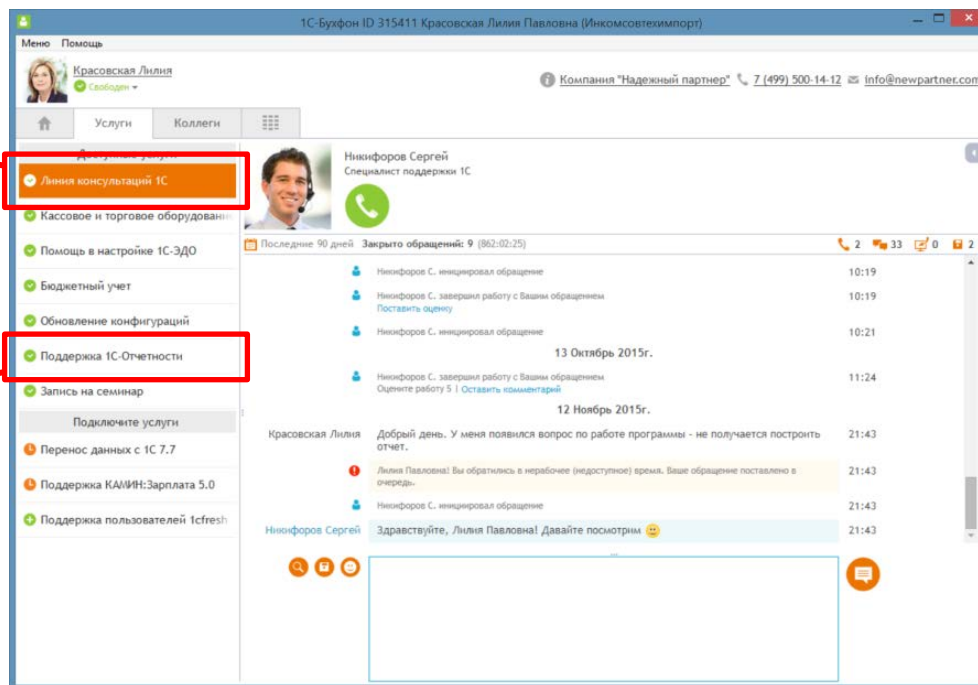 1С-Бухфон ID 315411 Красовская Лилия Павловна (Инкомсовтехимпорт)
Меню Помощь
Красовская Лилия
Свободен
Компания "Надежный партнер" 7 (499) 500-14-12 info@newpartner.com
Услуги Коллеги
Доступные услуги
Линия консультаций 1С
Кассовое и торговое оборудовани
Помощь в настройке 1С-ЭДО
Бюджетный учет
Обновление конфигураций
Поддержка 1С-Отчетности
Запись на семинар
Подключите услуги
Перенос данных с 1С 7.7
Поддержка КАМИН:Зарплата 5.0
Поддержка пользователей 1cfresh
Никифоров Сергей
Специалист поддержки 1С
Последние 90 дней Закрыто обращений: 9 (862:02:25) 2 33 0 2
Никифоров С. инициировал обращение 10:19
Никифоров С. завершил работу с Вашим обращением 10:19
Поставить оценку
Никифоров С. инициировал обращение 10:21
13 Октябрь 2015г.
Никифоров С. завершил работу с Вашим обращением 11:24
Оцените работу 5 | Оставить комментарий
12 Ноябрь 2015г.
Красовская Лилия Добрый день. У меня появился вопрос по работе программы - не получается построить 21:43
отчет.
Лилия Павловна! Вы обратились в нерабочее (недоступное) время. Ваше обращение поставлено в 21:43
очередь.
Никифоров С. инициировал обращение 21:43
Никифоров Сергей Здравствуйте, Лилия Павловна! Давайте посмотрим 21:43